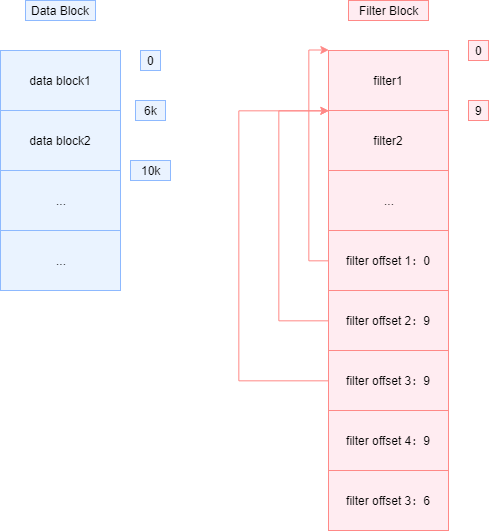 Data Block
Filter Block
0
data block1
6k
data block2
10k
...
...
0
filter1
9
filter2
...
filter offset 1：0
filter offset 2：9
filter offset 3：9
filter offset 4：9
filter offset 3：6